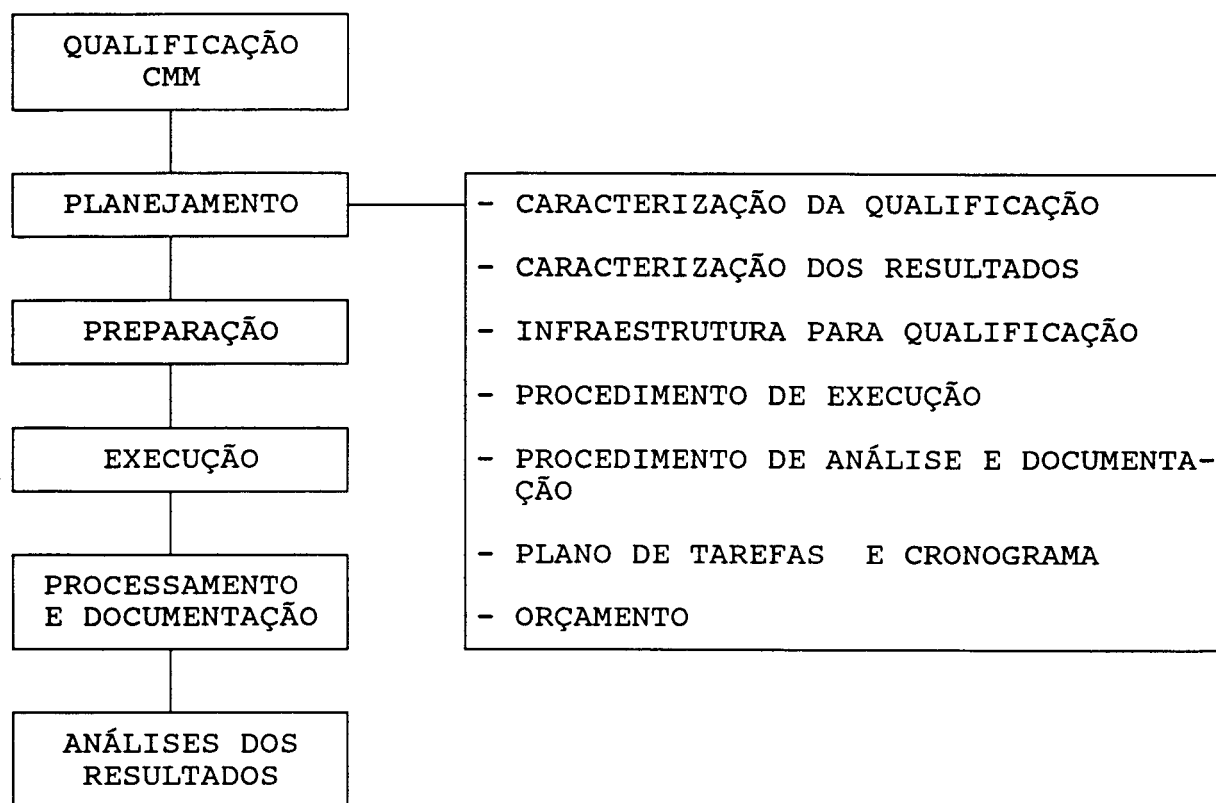 QUALIFICAÇÃO
CMM
PLANEJAMENTO
- CARACTERIZAÇÃO DA QUALIFICAÇÃO
- CARACTERIZAÇÃO DOS RESULTADOS
- INFRAESTRUTURA PARA QUALIFICAÇÃO
- PROCEDIMENTO DE EXECUÇÃO
- PROCEDIMENTO DE ANÁLISE E DOCUMENTA-
ÇÃO
- PLANO DE TAREFAS E CRONOGRAMA
- ORÇAMENTO
PREPARAÇÃO
EXECUÇÃO
PROCESSAMENTO
E DOCUMENTAÇÃO
ANÁLISES DOS
RESULTADOS